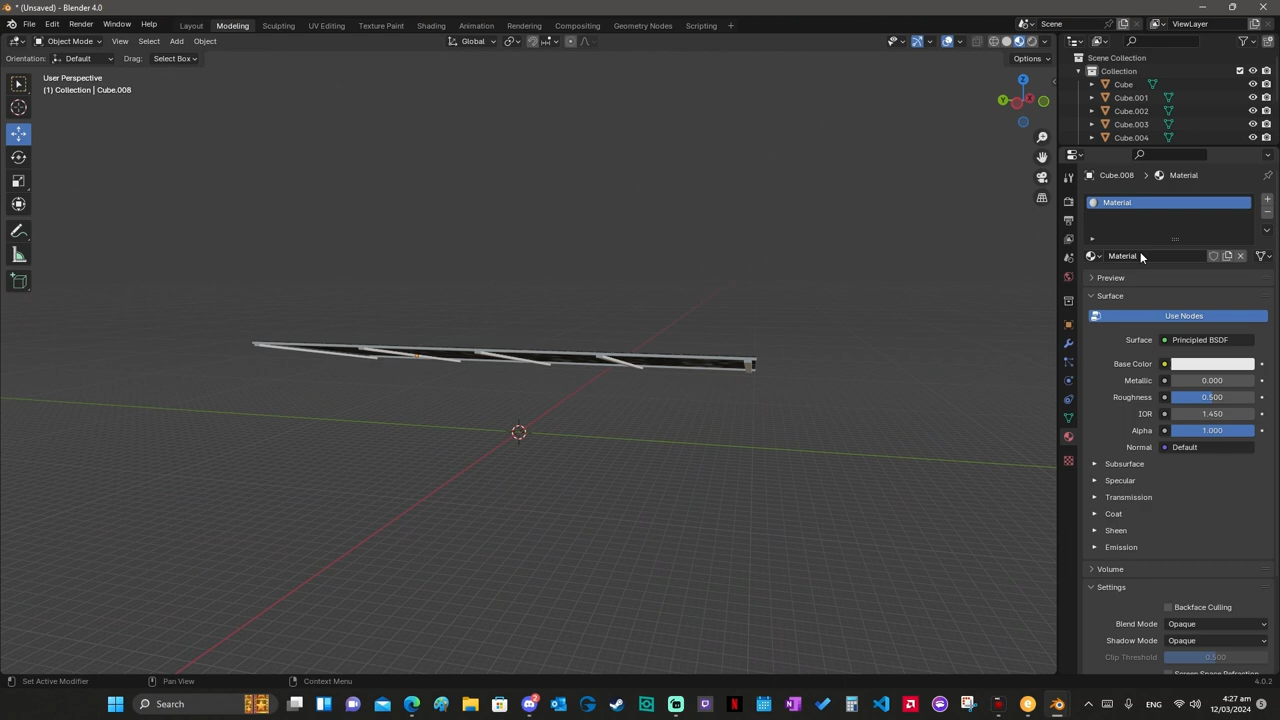 * (Unsaved) - Blender 4.0
File Edit Render Window Help Layout Modeling Sculpting UV Editing Texture Paint Shading Animation Rendering Compositing Geometry Nodes Scripting + Scene ViewLayer
Object Mode View Select Add Object Global
Orientation: Default Drag: Select Box Options
User Perspective
(1) Collection | Cube.008
Z
Y
X
Scene Collection
Collection
Cube
Cube.001
Cube.002
Cube.003
Cube.004
Cube.008 > Material
Material
Material
Preview
Surface
Use Nodes
Surface: Principled BSDF
Base Color
Metallic 0.000
Roughness 0.500
IOR 1.450
Alpha 1.000
Normal Default
Subsurface
Specular
Transmission
Coat
Sheen
Emission
Volume
Settings
Backface Culling
Blend Mode Opaque
Shadow Mode Opaque
Clip Threshold 0.500
Screen Space Refraction
Set Active Modifier Pan View Context Menu 4.0.2
Search 2 ENG 4:27 am
12/03/2024